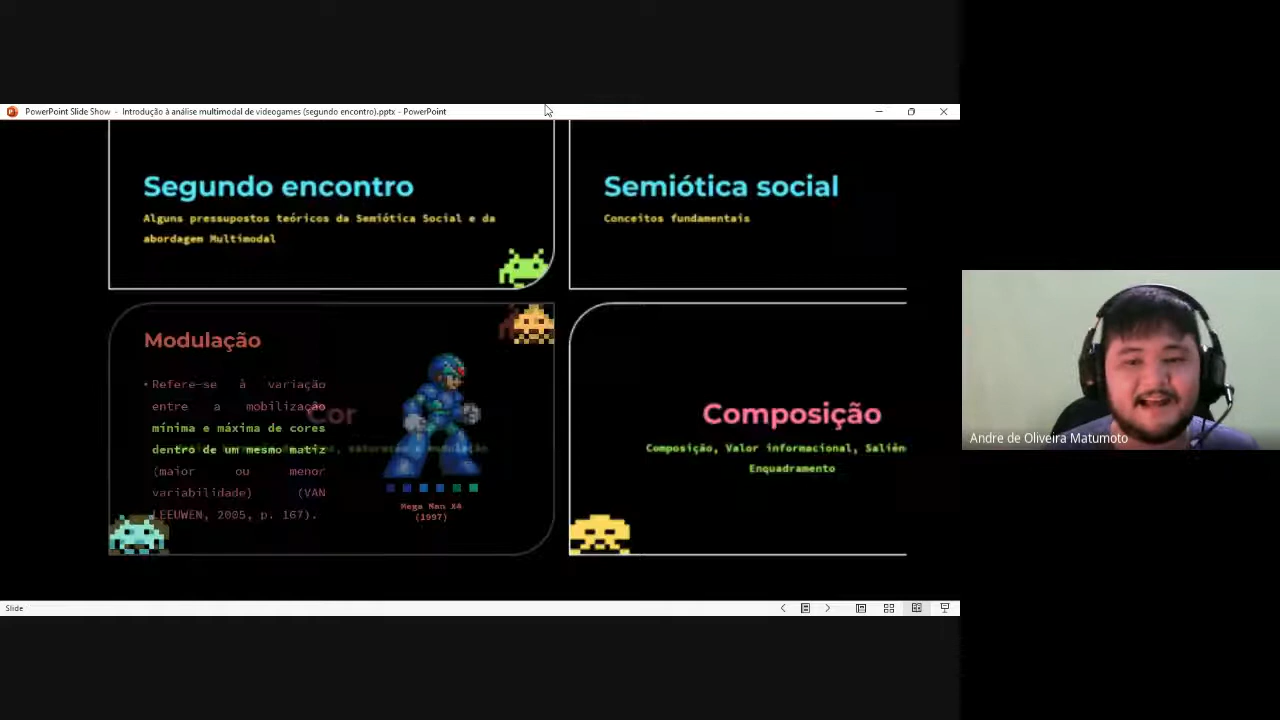 PowerPoint Slide Show - Introdução à análise multimodal de videogames (segundo encontro).pptx - PowerPoint
Segundo encontro
Alguns pressupostos teóricos da Semiótica Social e da
abordagem Multimodal
Semiótica social
Conceitos fundamentais
Modulação
• Refere-se à variação
entre a mobilização
mínima e máxima de cores
dentro de um mesmo matiz
(maior ou menor
variabilidade) (VAN
LEEUWEN, 2005, p. 167).
Cor
Mega Man X4
(1997)
Composição
Composição, Valor informacional, Saliên
Enquadramento
Andre de Oliveira Matumoto
Slide